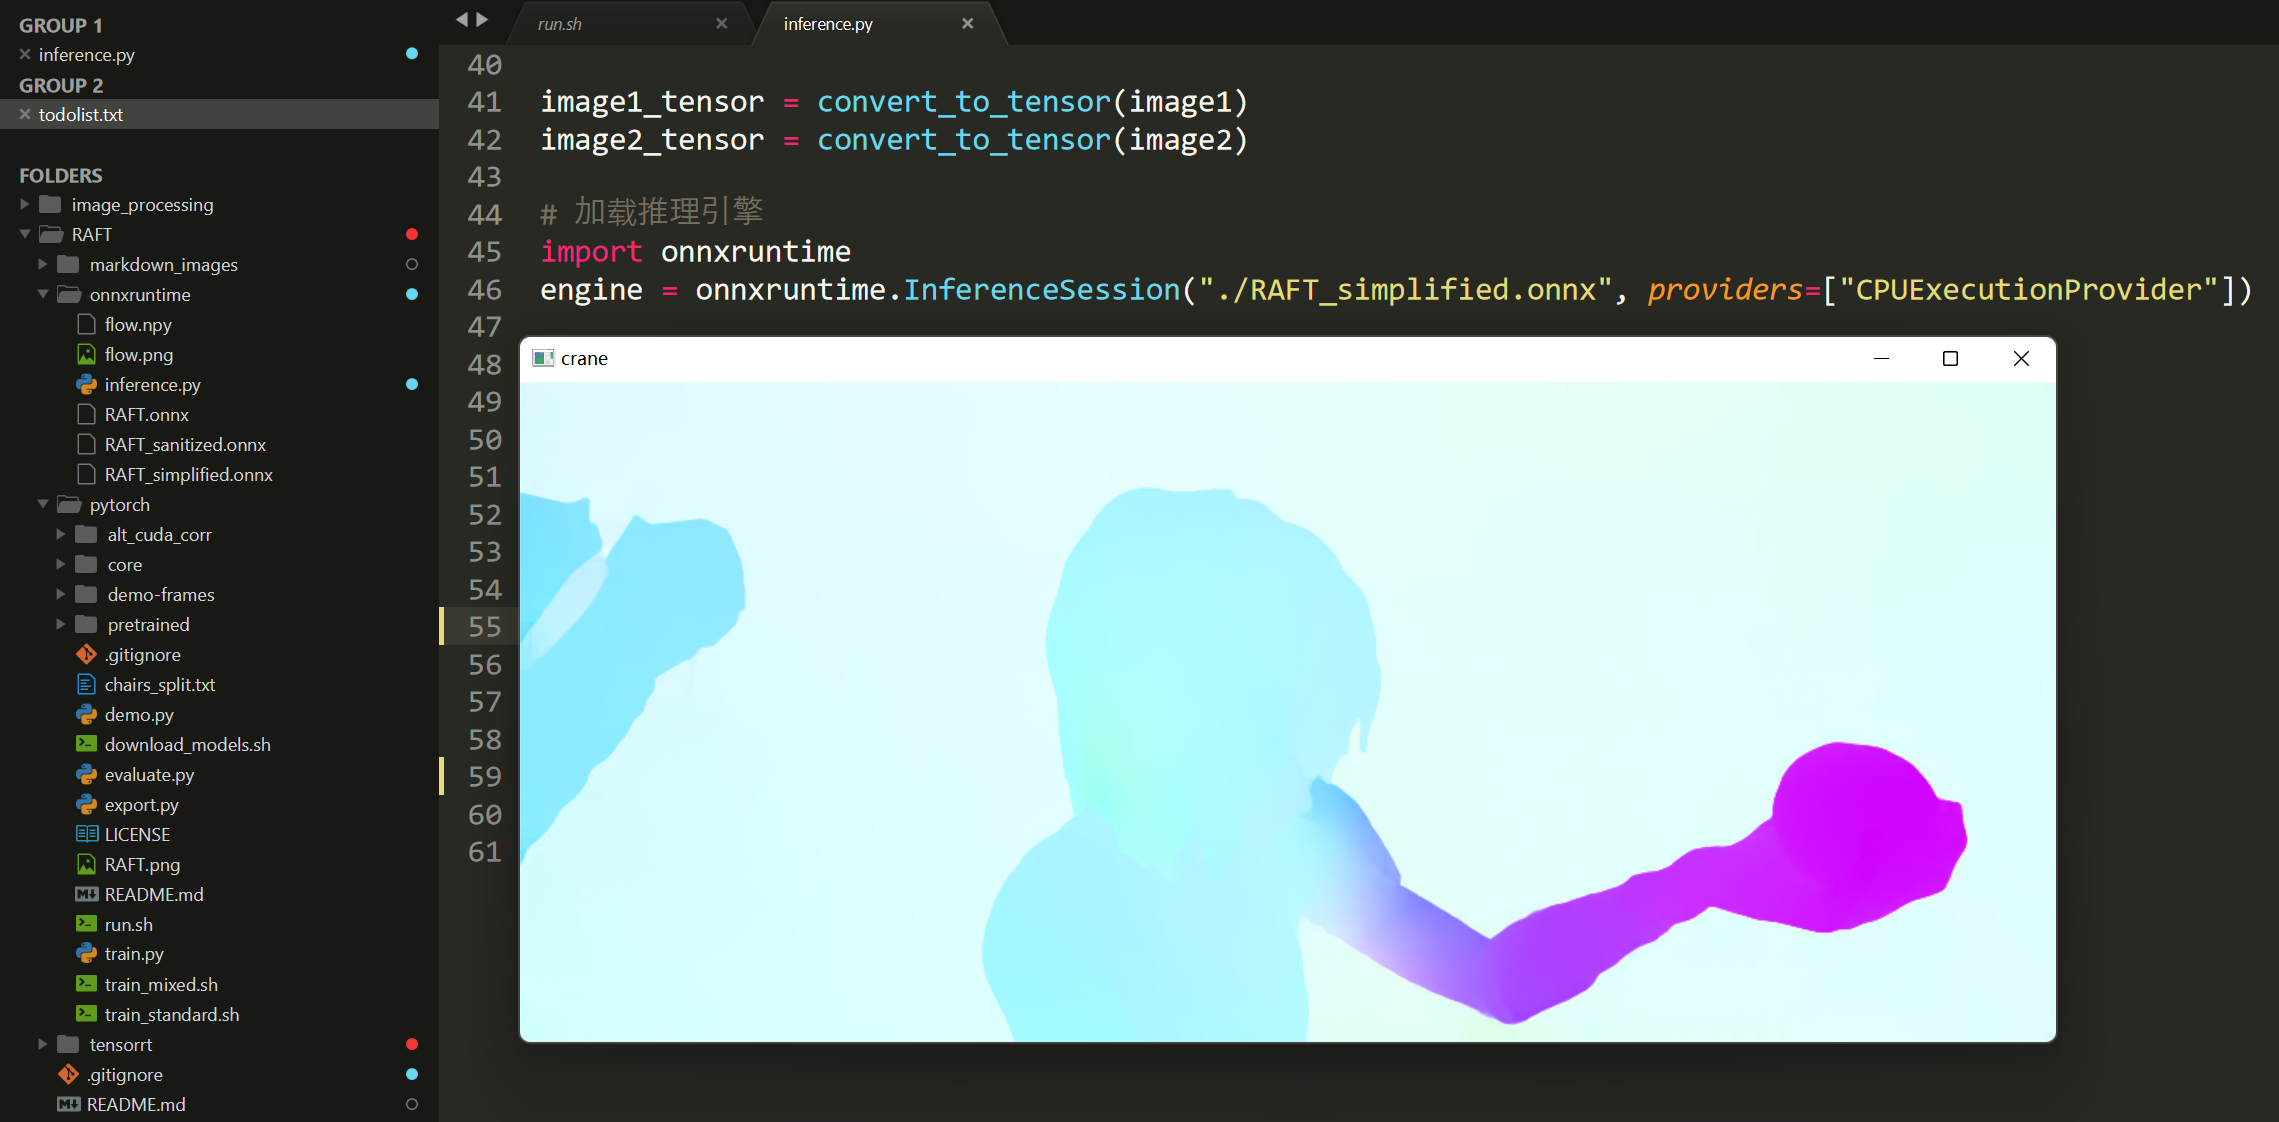 GROUP 1
inference.py
GROUP 2
todolist.txt
FOLDERS
image_processing
RAFT
markdown_images
onnxruntime
flow.npy
flow.png
inference.py
RAFT.onnx
RAFT_sanitized.onnx
RAFT_simplified.onnx
pytorch
alt_cuda_corr
core
demo-frames
pretrained
.gitignore
chairs_split.txt
demo.py
download_models.sh
evaluate.py
export.py
LICENSE
RAFT.png
README.md
run.sh
train.py
train_mixed.sh
train_standard.sh
tensorrt
.gitignore
README.md
run.sh
inference.py
40
41 image1_tensor = convert_to_tensor(image1)
42 image2_tensor = convert_to_tensor(image2)
43
44 # 加载推理引擎
45 import onnxruntime
46 engine = onnxruntime.InferenceSession("./RAFT_simplified.onnx", providers=["CPUExecutionProvider"])
47
48
49
50
51
52
53
54
55
56
57
58
59
60
61
crane